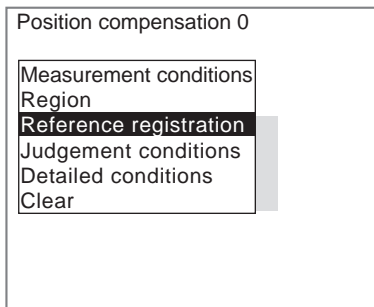 Position compensation 0
Measurement conditions
Region
Reference registration
Judgement conditions
Detailed conditions
Clear